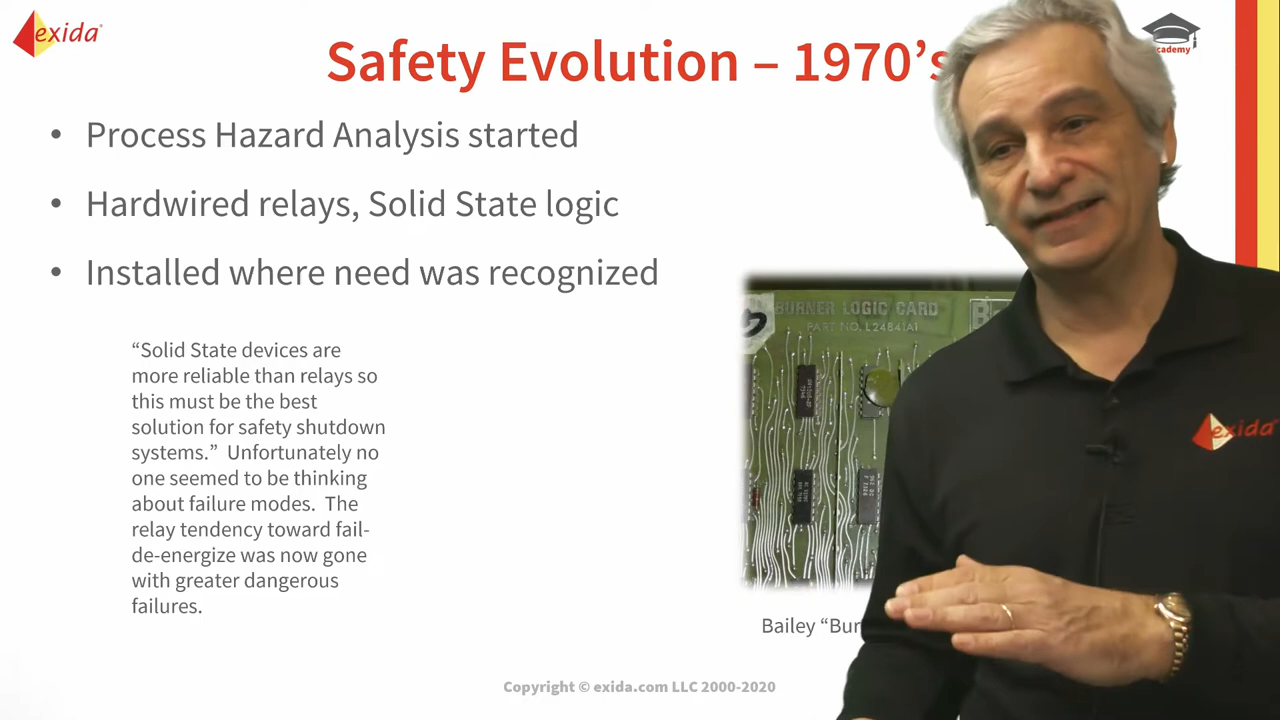 exida
Safety Evolution – 1970’s
cademy
• Process Hazard Analysis started
• Hardwired relays, Solid State logic
• Installed where need was recognized
“Solid State devices are
more reliable than relays so
this must be the best
solution for safety shutdown
systems.” Unfortunately no
one seemed to be thinking
about failure modes. The
relay tendency toward fail-
de-energize was now gone
with greater dangerous
failures.
BURNER LOGIC CARD
PART NO. L24841A1
exida
Bailey “Bur
Copyright © exida.com LLC 2000-2020